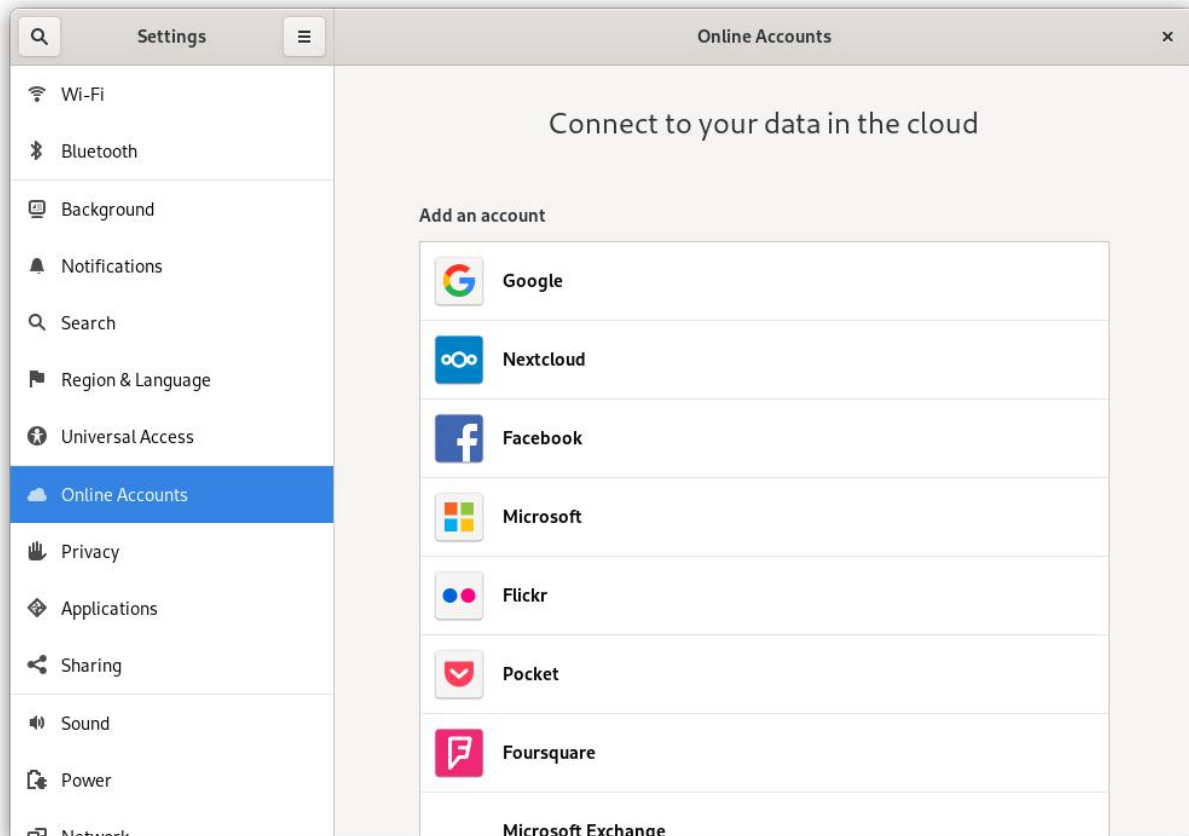 Settings
Online Accounts
Wi-Fi
Bluetooth
Background
Notifications
Search
Region & Language
Universal Access
Online Accounts
Privacy
Applications
Sharing
Sound
Power
Network
Connect to your data in the cloud
Add an account
Google
Nextcloud
Facebook
Microsoft
Flickr
Pocket
Foursquare
Microsoft Exchange